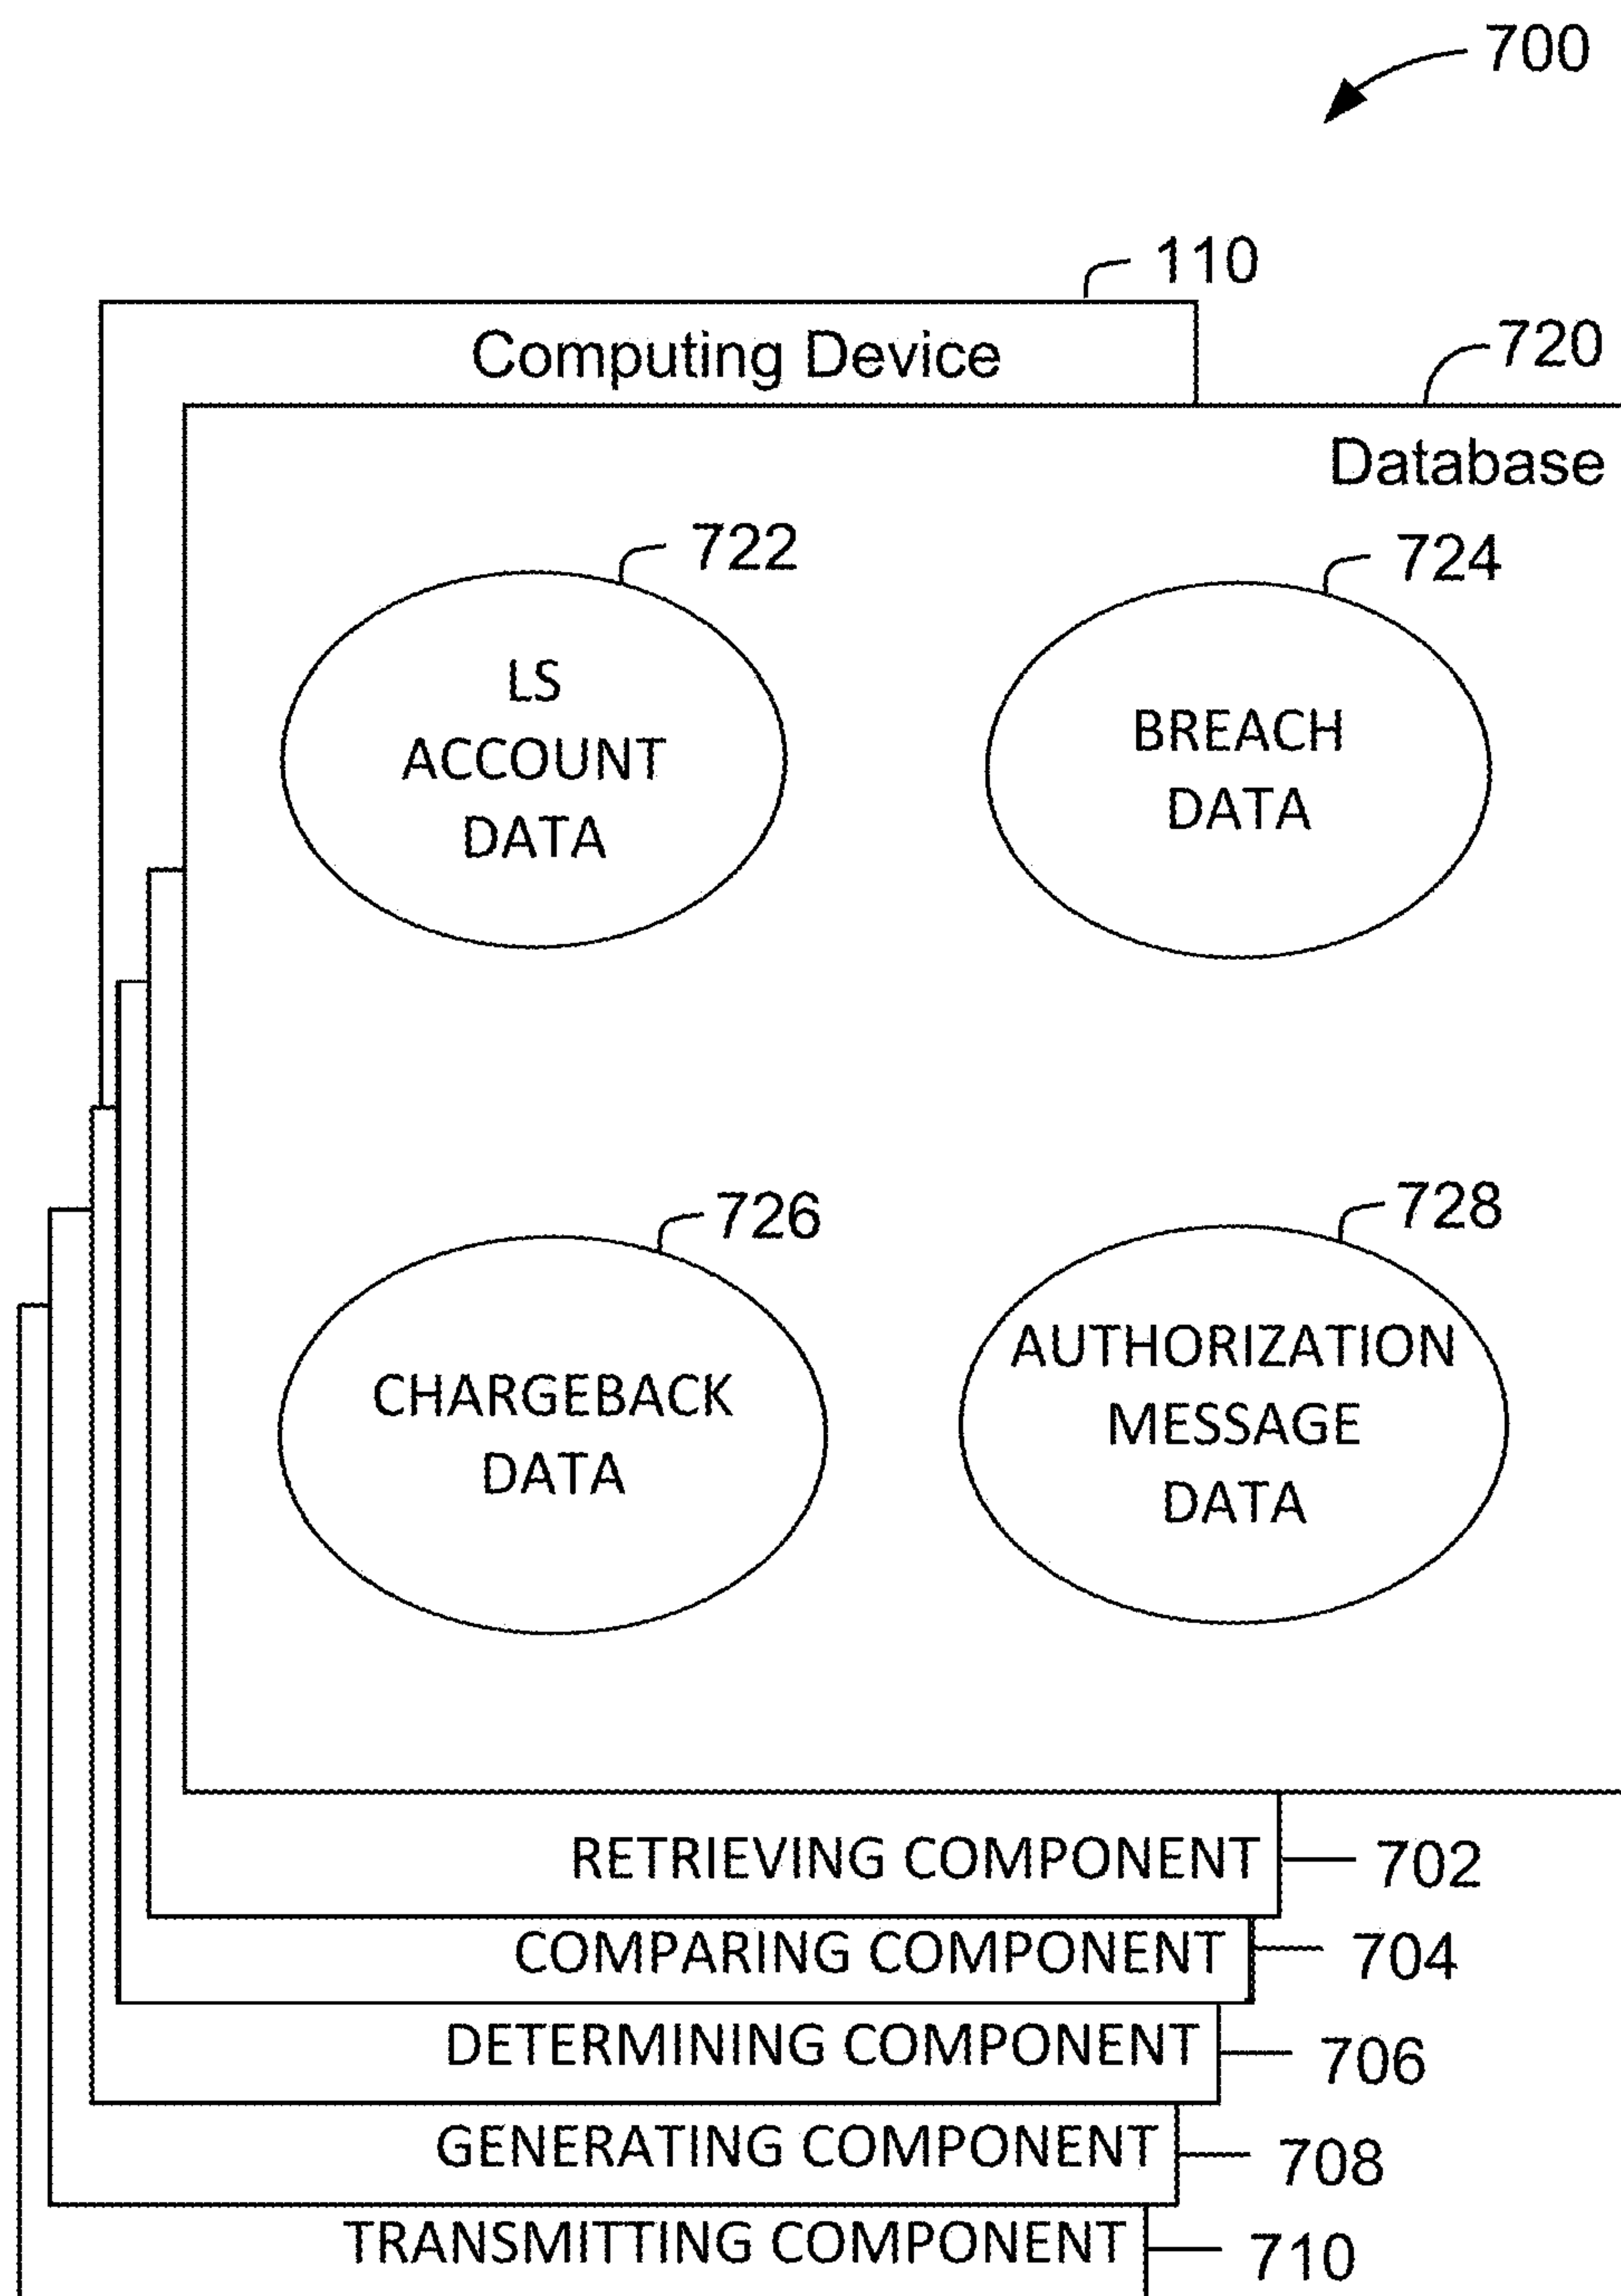 700
110
Computing Device
720
Database
722
724
LS
ACCOUNT
DATA
BREACH
DATA
726
728
CHARGEBACK
DATA
AUTHORIZATION
MESSAGE
DATA
RETRIEVING COMPONENT
702
COMPARING COMPONENT
704
DETERMINING COMPONENT
706
GENERATING COMPONENT
708
TRANSMITTING COMPONENT
710